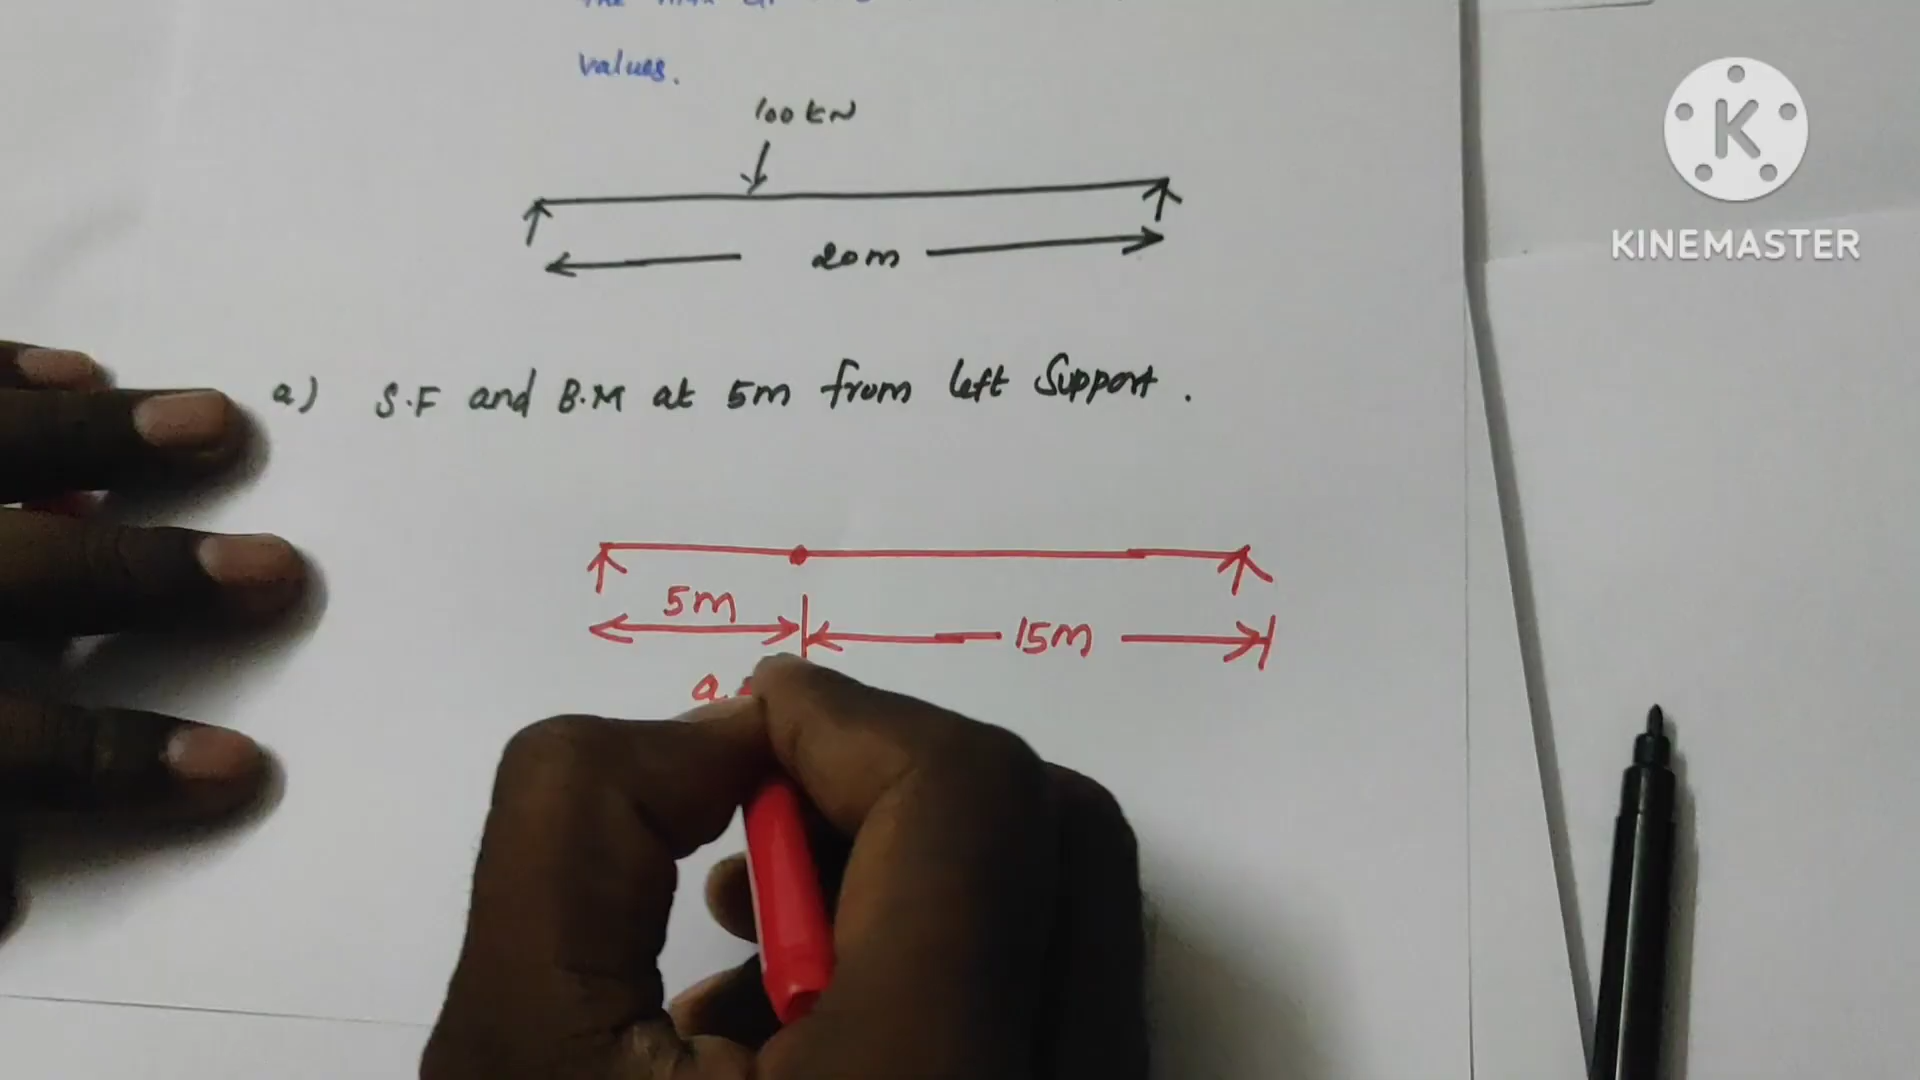 values.
100 kN
20m
KINEMASTER
a) S.F and B.M at 5m from left Support.
5m
15m
a